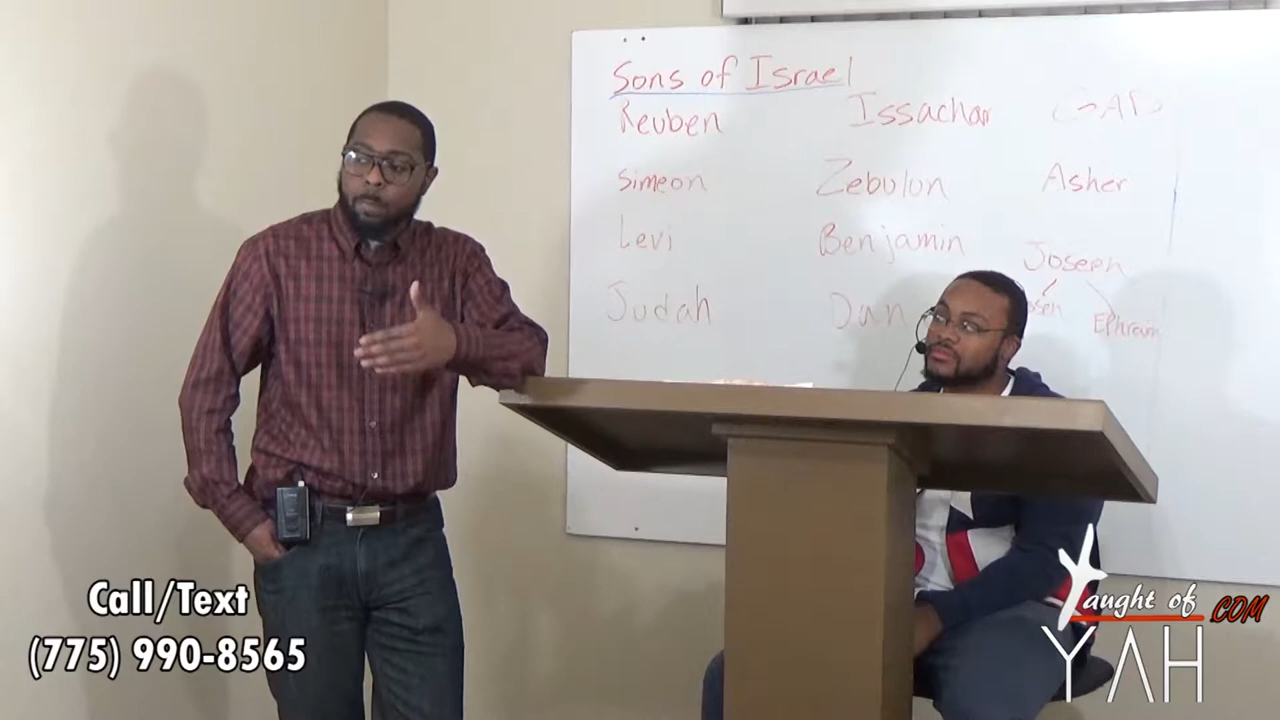 Sons of Israel
Reuben Issachar GAD
Simeon Zebulun Asher
Levi Benjamin Joseph
Judah Dan Ephraim
Call/Text
(775) 990-8565
Taught of .COM
YAH